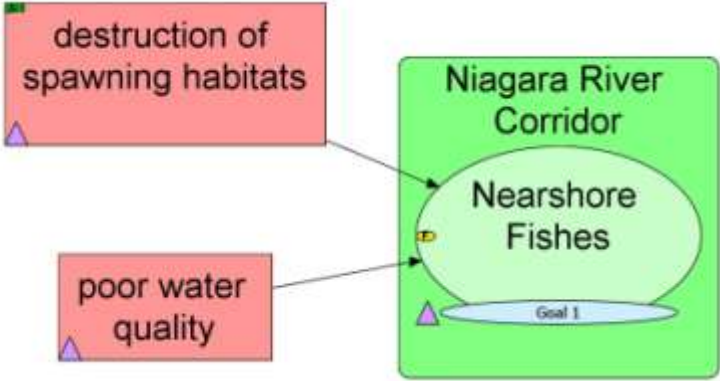 destruction of
spawning habitats
Niagara River
Corridor
Nearshore
Fishes
poor water
quality
Goal 1